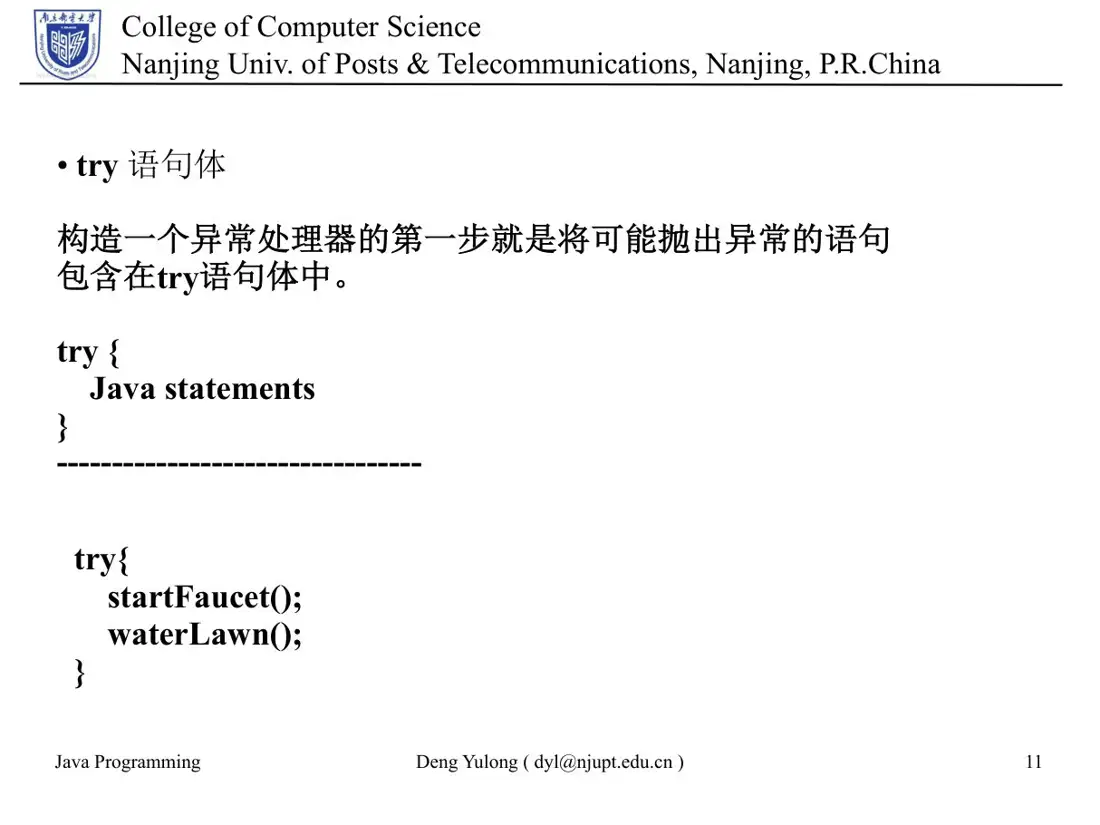 College of Computer Science
Nanjing Univ. of Posts & Telecommunications, Nanjing, P.R.China
• try 语句体
构造一个异常处理器的第一步就是将可能抛出异常的语句
包含在try语句体中。
try {
    Java statements
}
---------------------------------
try{
    startFaucet();
    waterLawn();
}
Java Programming
Deng Yulong ( dyl@njupt.edu.cn )
11